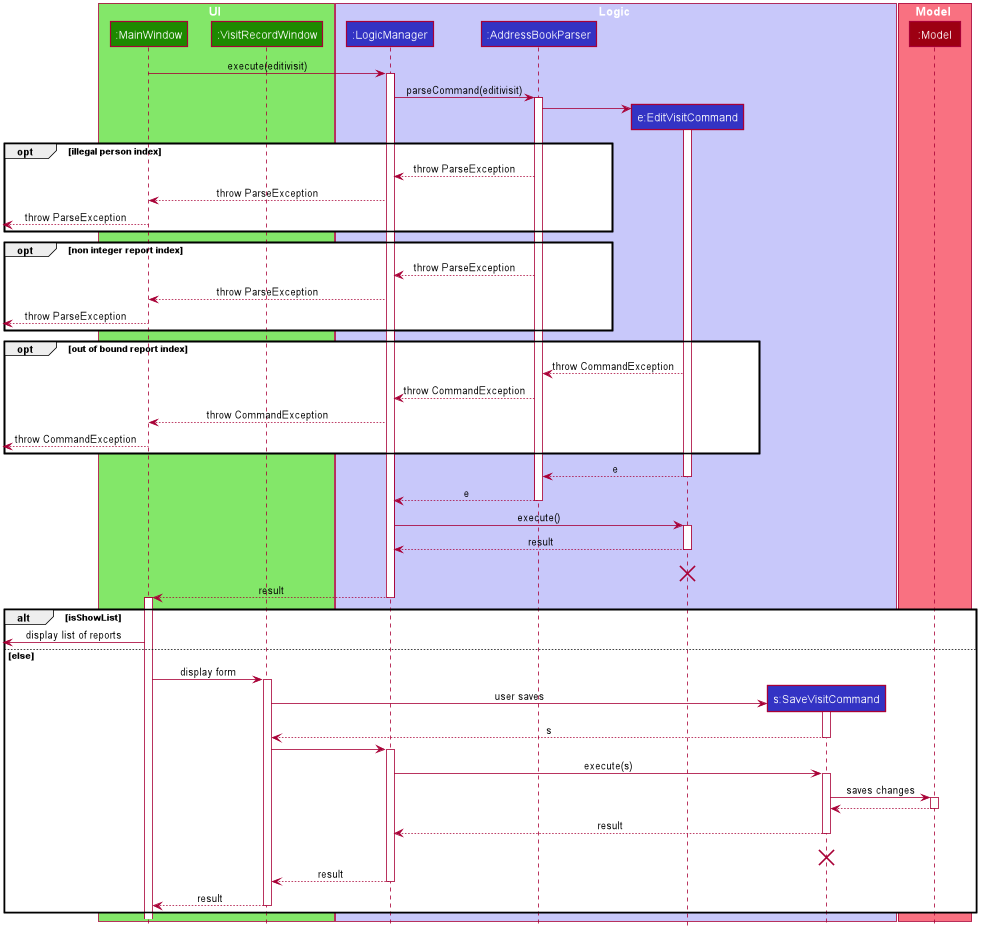 UI
Logic
Model
:MainWindow
:VisitRecordWindow
:LogicManager
:AddressBookParser
:Model
execute(editivisit)
parseCommand(editivisit)
e:EditVisitCommand
opt
[illegal person index]
throw ParseException
throw ParseException
throw ParseException
opt
[non integer report index]
throw ParseException
throw ParseException
throw ParseException
opt
[out of bound report index]
throw CommandException
throw CommandException
throw CommandException
throw CommandException
e
e
execute()
result
result
alt
[isShowList]
display list of reports
[else]
display form
user saves
s:SaveVisitCommand
s
execute(s)
saves changes
result
result
result